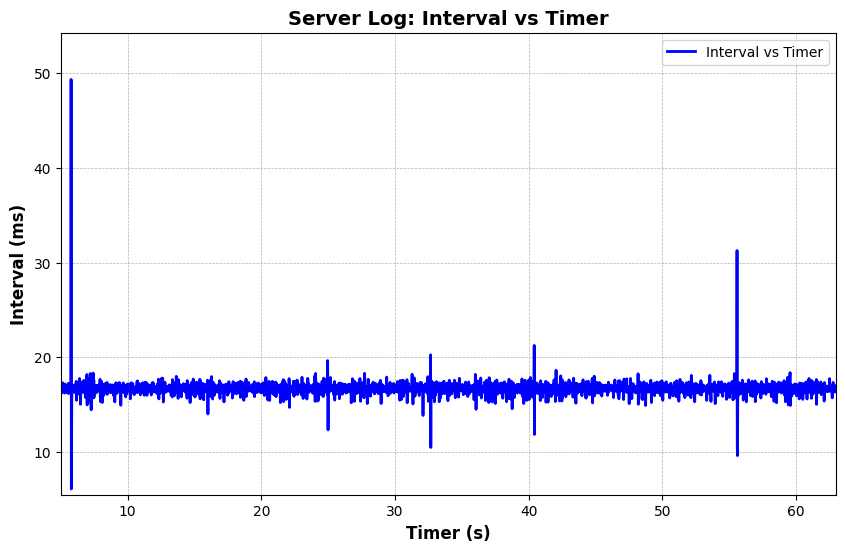 Server Log: Interval vs Timer
Interval vs Timer
50
40
30
20
10
Interval (ms)
10 20 30 40 50 60
Timer (s)